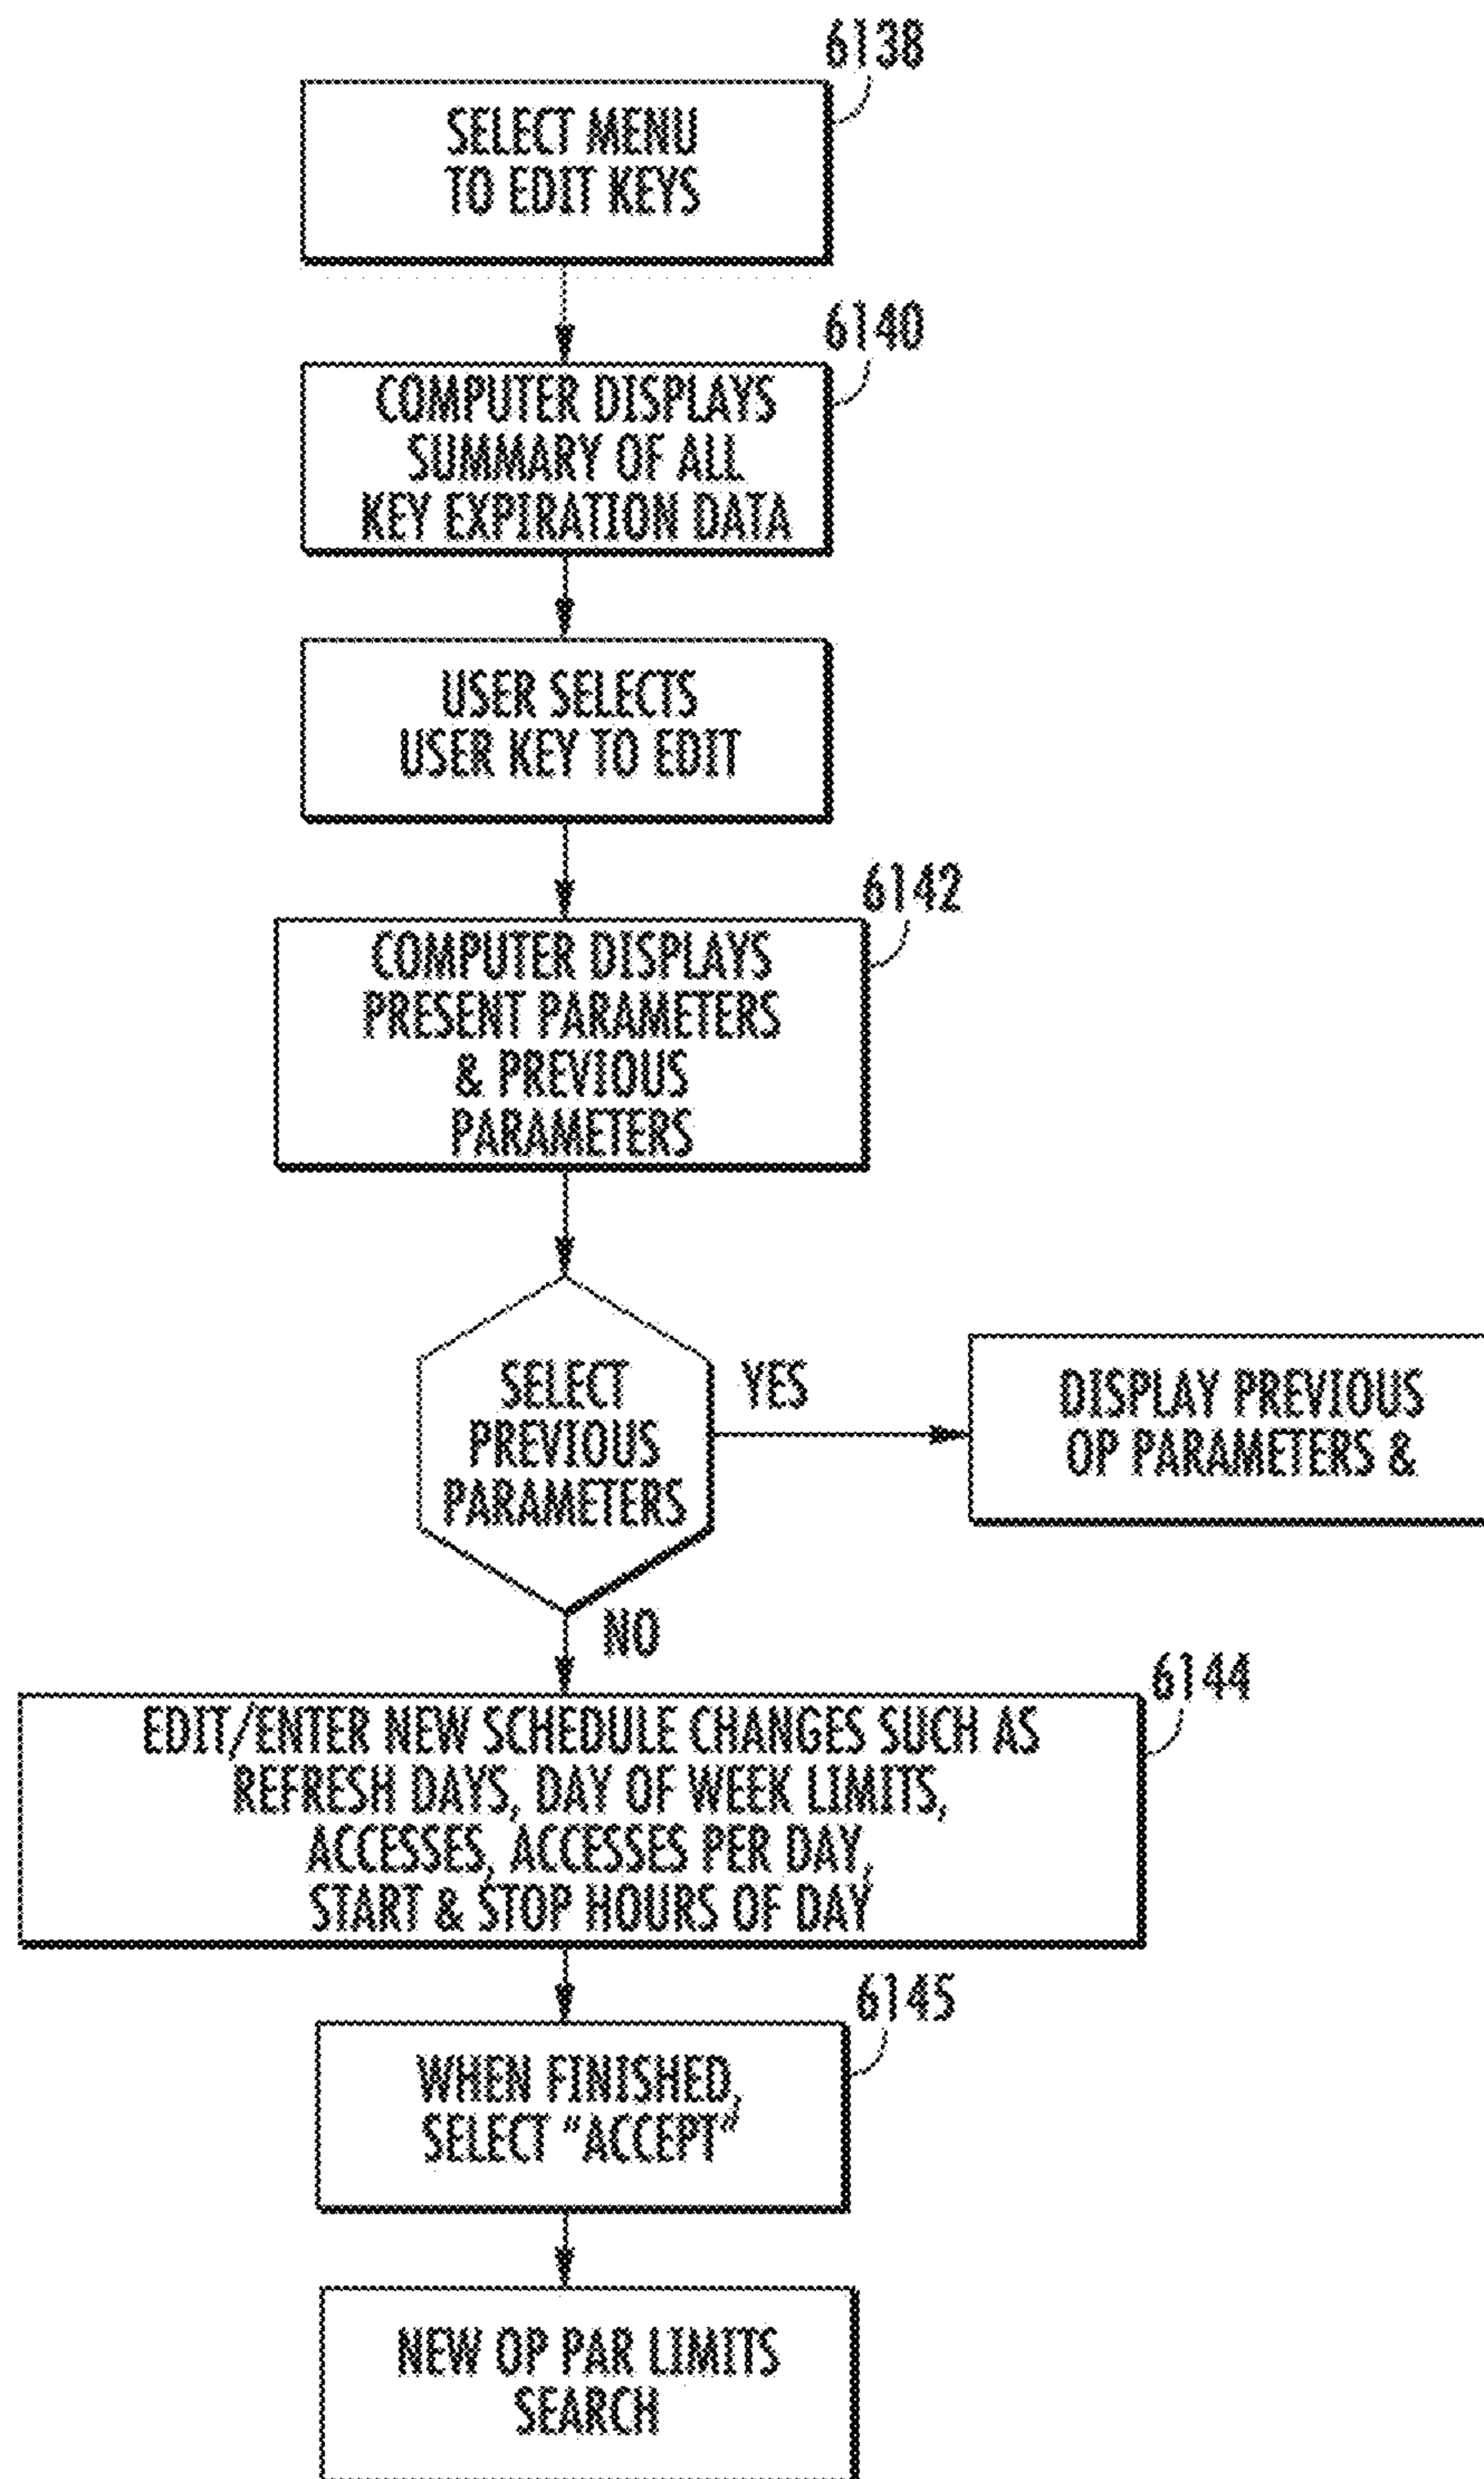 6138
SELECT MENU
TO EDIT KEYS
6140
COMPUTER DISPLAYS
SUMMARY OF ALL
KEY EXPIRATION DATA
USER SELECTS
USER KEY TO EDIT
6142
COMPUTER DISPLAYS
PRESENT PARAMETERS
& PREVIOUS
PARAMETERS
SELECT
PREVIOUS
PARAMETERS
YES
DISPLAY PREVIOUS
OP PARAMETERS &
NO
6144
EDIT/ENTER NEW SCHEDULE CHANGES SUCH AS
REFRESH DAYS, DAY OF WEEK LIMITS,
ACCESSES, ACCESSES PER DAY,
START & STOP HOURS OF DAY
6145
WHEN FINISHED,
SELECT "ACCEPT"
NEW OP PAR LIMITS
SEARCH